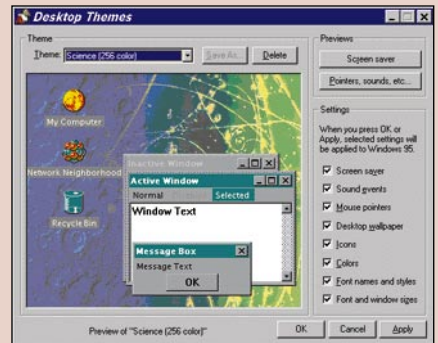 Desktop Themes
Theme
Theme: Science (256 color)
Save As...
Delete
My Computer
Network Neighborhood
Recycle Bin
Inactive Window
Active Window
Normal Disabled Selected
Window Text
Message Box
Message Text
OK
Preview of "Science (256 color)"
Previews
Screen saver
Pointers, sounds, etc...
Settings
When you press OK or
Apply, selected settings will
be applied to Windows 95.
Screen saver
Sound events
Mouse pointers
Desktop wallpaper
Icons
Colors
Font names and styles
Font and window sizes
OK
Cancel
Apply